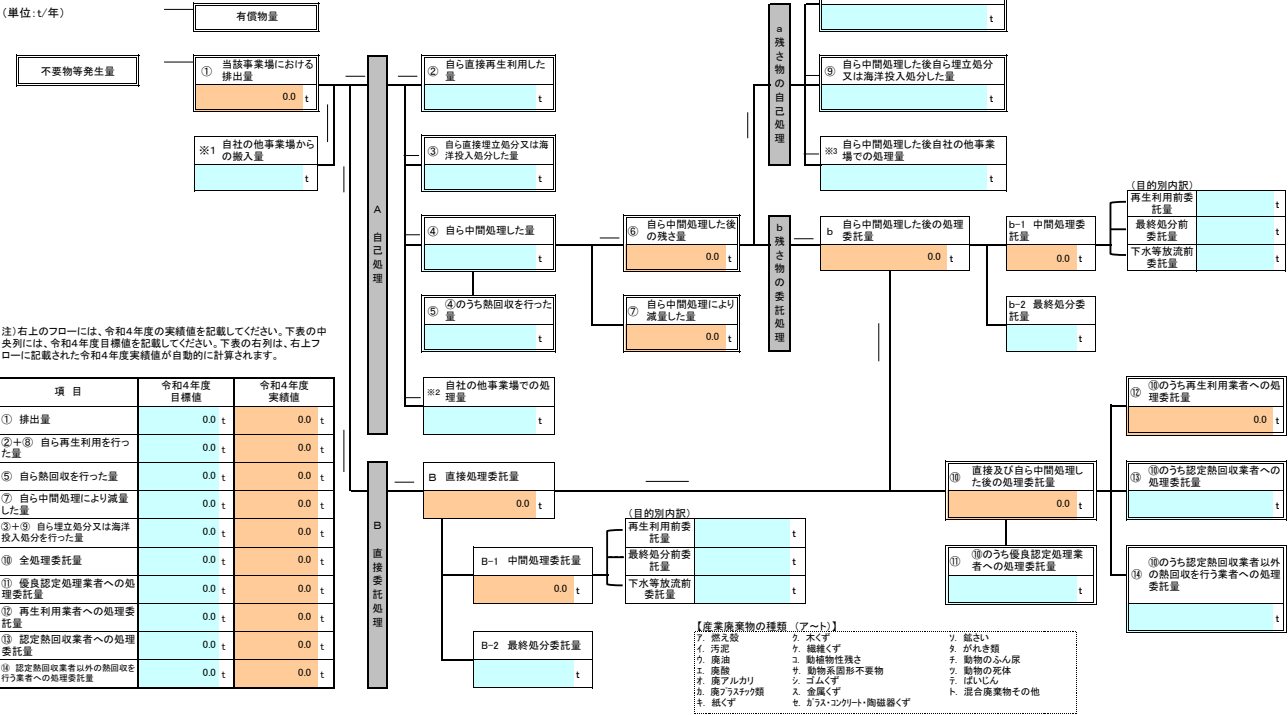 (単位:t/年)
有償物量
不要物等発生量
① 当該事業場における
排出量
0.0 t
※1 自社の他事業場から
の搬入量
t
A 自己処理
② 自ら直接再生利用した
量
t
③ 自ら直接埋立処分又は海
洋投入処分した量
t
④ 自ら中間処理した量
t
⑤ ④のうち熱回収を行った
量
t
※2 自社の他事業場での処
理量
t
⑥ 自ら中間処理した後
の残さ量
0.0 t
⑦ 自ら中間処理により
減量した量
0.0 t
a 残さ物の自己処理
t
⑨ 自ら中間処理した後自ら埋立処分
又は海洋投入処分した量
t
※3 自ら中間処理した後自社の他事業
場での処理量
t
b 残さ物の委託処理
b 自ら中間処理した後の処理
委託量
0.0 t
b-1 中間処理委
託量
0.0 t
(目的別内訳)
再生利用前委
託量
t
最終処分前
委託量
t
下水等放流前
委託量
t
b-2 最終処分委
託量
t
注)右上のフローには、令和4年度の実績値を記載してください。下表の中
央列には、令和4年度目標値を記載してください。下表の右列は、右上フ
ローに記載された令和4年度実績値が自動的に計算されます。
項 目 令和4年度
目標値 令和4年度
実績値
① 排出量 0.0 t 0.0 t
②+⑧ 自ら再生利用を行っ
た量 0.0 t 0.0 t
⑤ 自ら熱回収を行った量 0.0 t 0.0 t
⑦ 自ら中間処理により減量
した量 0.0 t 0.0 t
③+⑨ 自ら埋立処分又は海洋
投入処分を行った量 0.0 t 0.0 t
⑩ 全処理委託量 0.0 t 0.0 t
⑪ 優良認定処理業者への処
理委託量 0.0 t 0.0 t
⑫ 再生利用業者への処理委
託量 0.0 t 0.0 t
⑬ 認定熱回収業者への処理
委託量 0.0 t 0.0 t
⑭ 認定熱回収業者以外の熱回収を
行う業者への処理委託量 0.0 t 0.0 t
B 直接委託処理
B 直接処理委託量
0.0 t
B-1 中間処理委託量
0.0 t
(目的別内訳)
再生利用前委
託量
t
最終処分前委
託量
t
下水等放流前
委託量
t
B-2 最終処分委託量
t
⑩ 直接及び自ら中間処理し
た後の処理委託量
0.0 t
⑪ ⑩のうち優良認定処理業
者への処理委託量
t
⑫ ⑩のうち再生利用業者への処
理委託量
0.0 t
⑬ ⑩のうち認定熱回収業者への
処理委託量
t
⑭ ⑩のうち認定熱回収業者以外
の熱回収を行う業者への処理
委託量
t
【産業廃棄物の種類 (ア~ト)】
ア. 燃え殻 ク. 木くず ソ. 鉱さい
イ. 汚泥 ケ. 繊維くず タ. がれき類
ウ. 廃油 コ. 動植物性残さ チ. 動物のふん尿
エ. 廃酸 サ. 動物系固形不要物 ツ. 動物の死体
オ. 廃アルカリ シ. ゴムくず テ. ばいじん
カ. 廃プラスチック類 ス. 金属くず ト. 混合廃棄物その他
キ. 紙くず セ. ガラス・コンクリート・陶磁器くず